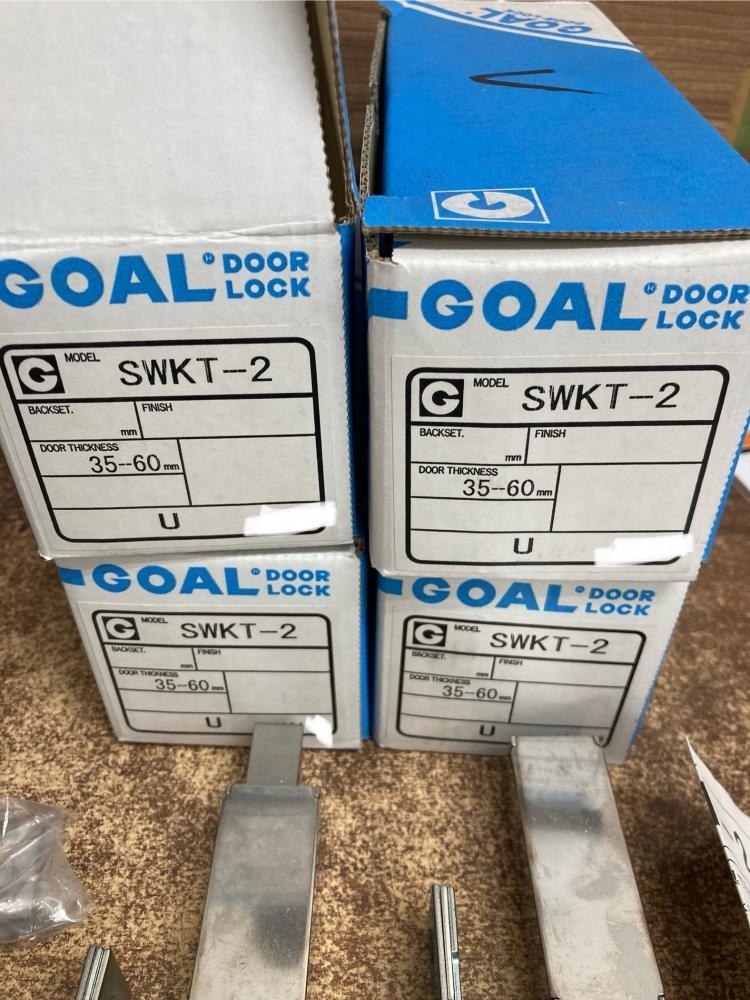 GOAL
G
GOAL DOOR LOCK
G MODEL SWKT--2
BACKSET. mm FINISH
DOOR THICKNESS
35--60 mm
U
GOAL DOOR LOCK
G MODEL SWKT--2
BACKSET. mm FINISH
DOOR THICKNESS
35--60 mm
U
GOAL DOOR LOCK
G MODEL SWKT-2
BACKSET. mm FINISH
DOOR THICKNESS
35--60 mm
U
GOAL DOOR LOCK
G MODEL SWKT-2
BACKSET. mm FINISH
DOOR THICKNESS
35--60 mm
U